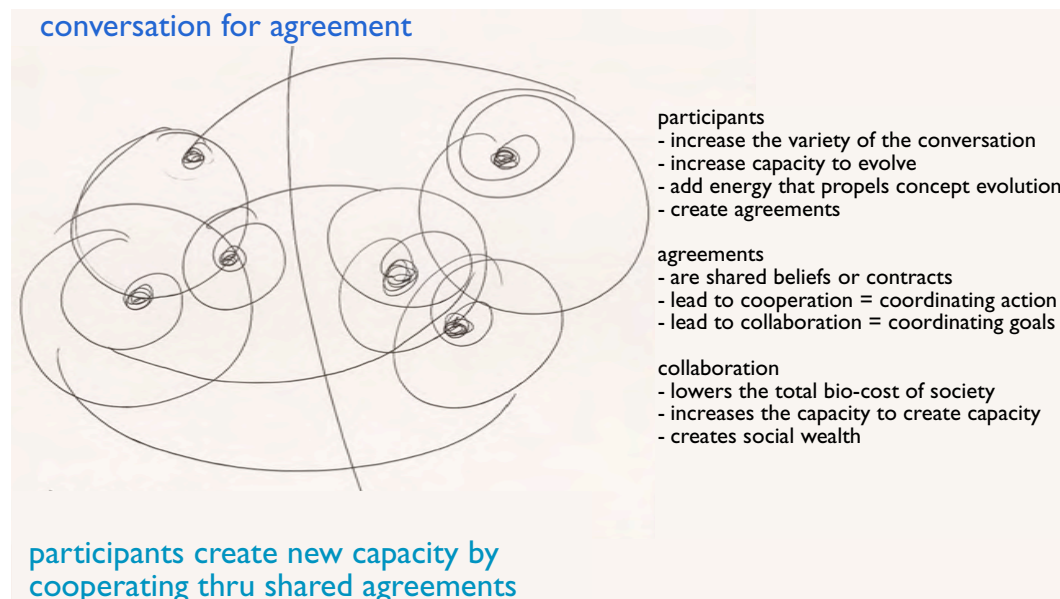 conversation for agreement
participants
- increase the variety of the conversation
- increase capacity to evolve
- add energy that propels concept evolution
- create agreements
agreements
- are shared beliefs or contracts
- lead to cooperation = coordinating action
- lead to collaboration = coordinating goals
collaboration
- lowers the total bio-cost of society
- increases the capacity to create capacity
- creates social wealth
participants create new capacity by
cooperating thru shared agreements